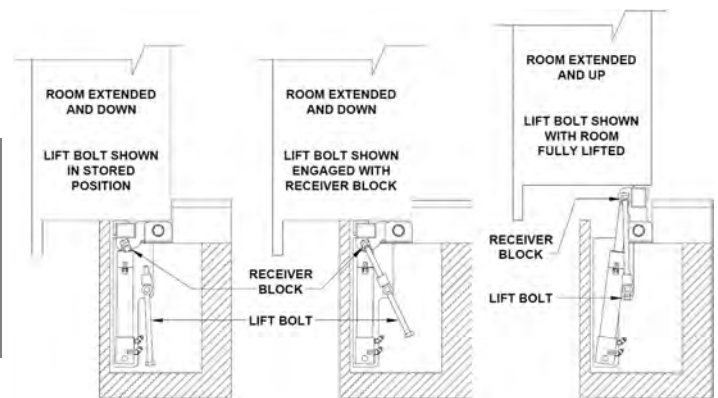 ROOM EXTENDED
AND DOWN
LIFT BOLT SHOWN
IN STORED
POSITION
ROOM EXTENDED
AND DOWN
LIFT BOLT SHOWN
ENGAGED WITH
RECEIVER BLOCK
ROOM EXTENDED
AND UP
LIFT BOLT SHOWN
WITH ROOM
FULLY LIFTED
RECEIVER
BLOCK
LIFT BOLT
RECEIVER
BLOCK
LIFT BOLT